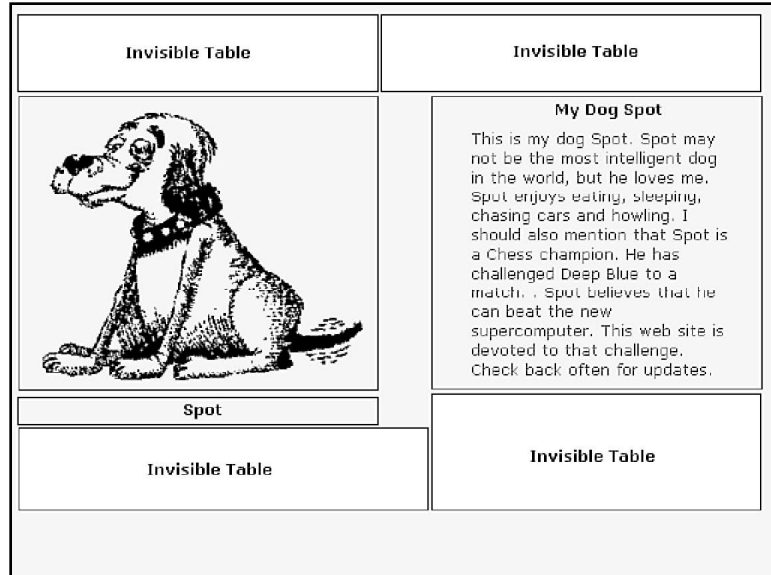 Invisible Table
Invisible Table
My Dog Spot
This is my dog Spot. Spot may
not be the most intelligent dog
in the world, but he loves me.
Spot enjoys eating, sleeping,
chasing cars and howling. I
should also mention that Spot is
a Chess champion. He has
challenged Deep Blue to a
match. . Spot believes that he
can beat the new
supercomputer. This web site is
devoted to that challenge.
Check back often for updates.
Spot
Invisible Table
Invisible Table